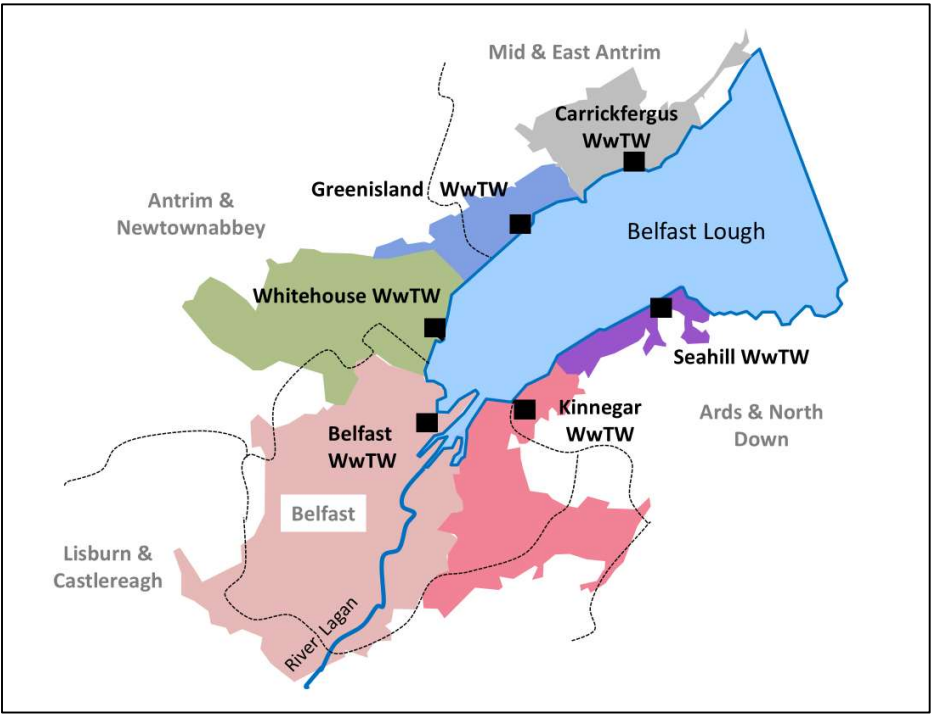 Mid & East Antrim
Carrickfergus
WwTW
Greenisland WwTW
Antrim &
Newtownabbey
Belfast Lough
Whitehouse WwTW
Seahill WwTW
Kinnegar
WwTW
Ards & North
Down
Belfast
WwTW
Belfast
Lisburn &
Castlereagh
River Lagan